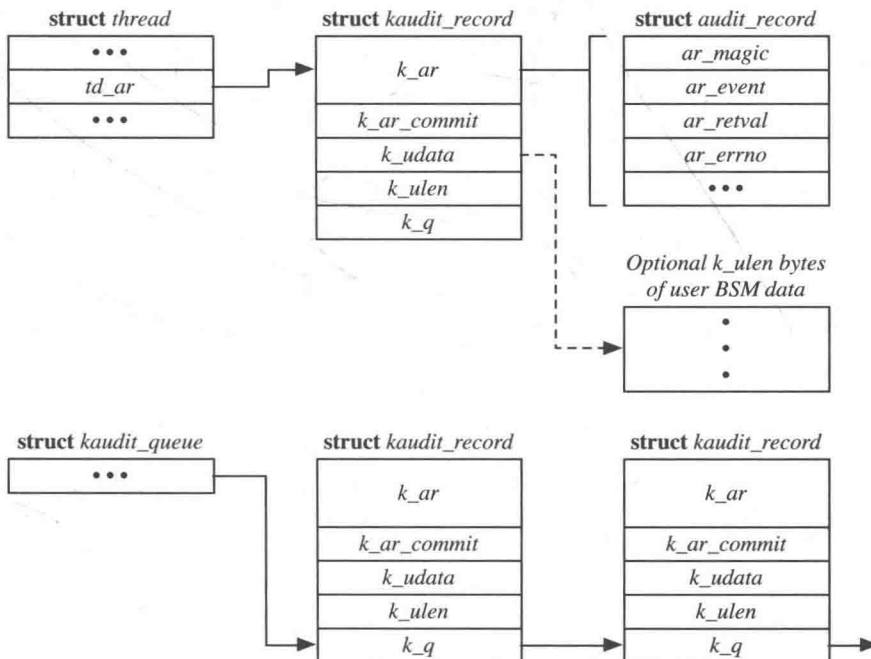 struct thread
•••
td_ar
•••
struct kaudit_record
k_ar
k_ar_commit
k_udata
k_ulen
k_q
struct audit_record
ar_magic
ar_event
ar_retval
ar_errno
•••
Optional k_ulen bytes
of user BSM data
struct kaudit_queue
•••
struct kaudit_record
k_ar
k_ar_commit
k_udata
k_ulen
k_q
struct kaudit_record
k_ar
k_ar_commit
k_udata
k_ulen
k_q